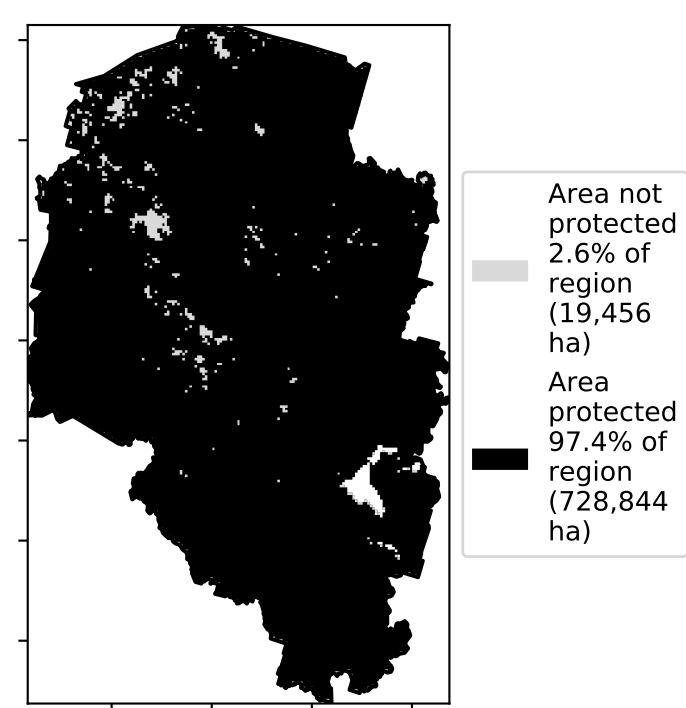 Area not
protected
2.6% of
region
(19,456
ha)
Area
protected
97.4% of
region
(728,844
ha)